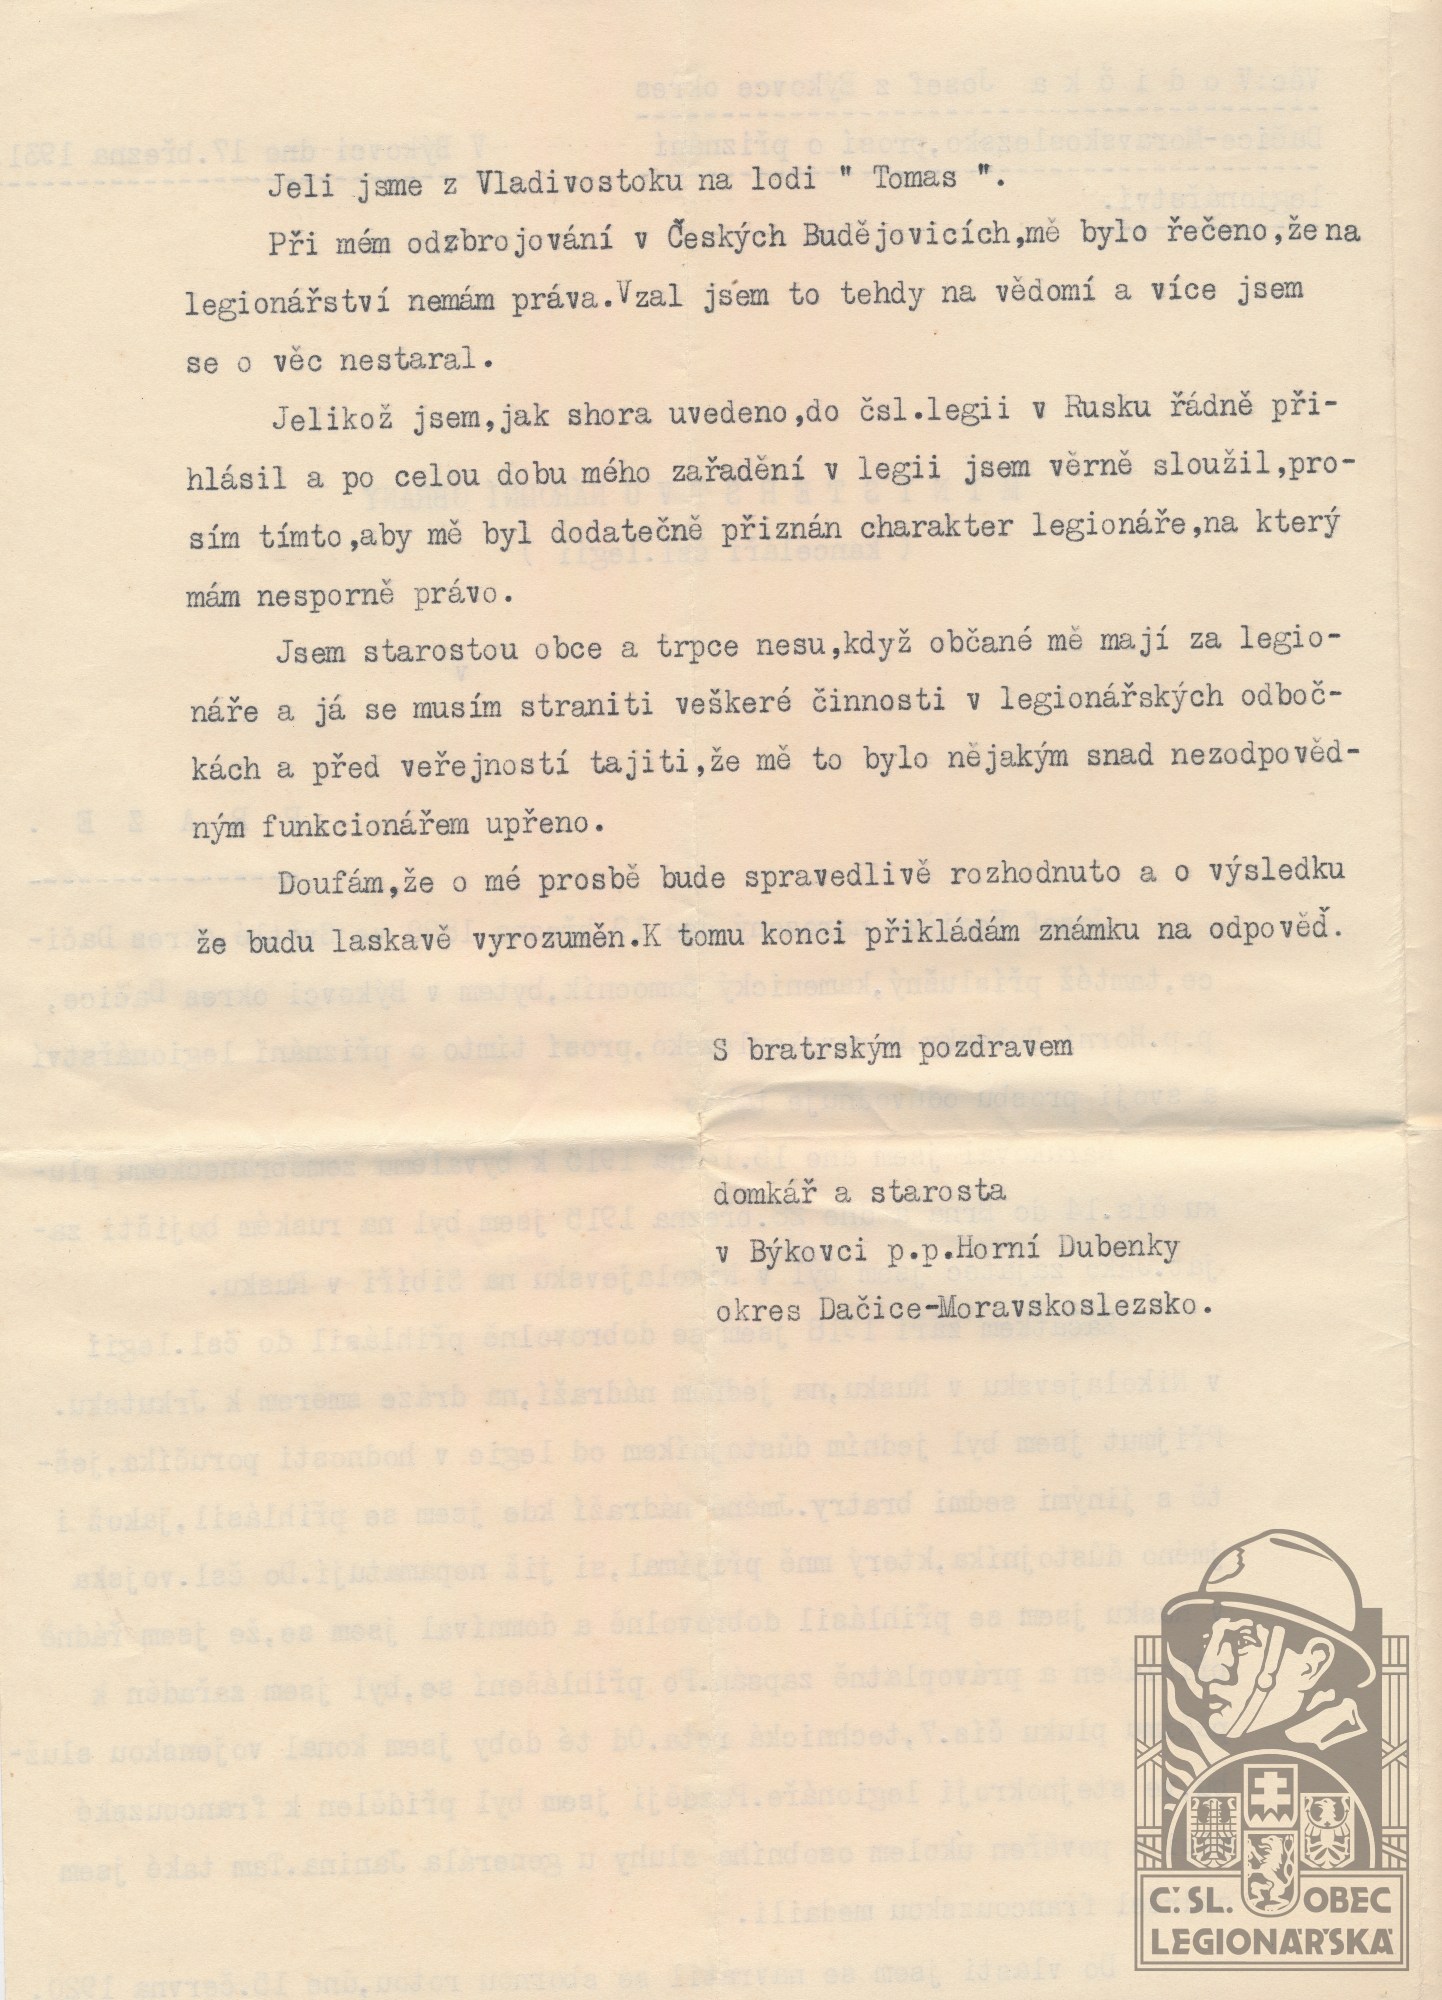 Jeli jsme z Vladivostoku na lodi " Tomas ".
Při mém odzbrojování v Českých Budějovicích,mě bylo řečeno,že na
legionářství nemám práva.Vzal jsem to tehdy na vědomí a více jsem
se o věc nestaral.
Jelikož jsem,jak shora uvedeno,do čsl.legii v Rusku řádně při-
hlásil a po celou dobu mého zařadění v legii jsem věrně sloužil,pro-
sím tímto,aby mě byl dodatečně přiznán charakter legionáře,na který
mám nesporně právo.
Jsem starostou obce a trpce nesu,když občané mě mají za legio-
náře a já se musím straniti veškeré činnosti v legionářských odboč-
kách a před veřejností tajiti,že mě to bylo nějakým snad nezodpověd-
ným funkcionářem upřeno.
Doufám,že o mé prosbě bude spravedlivě rozhodnuto a o výsledku
že budu laskavě vyrozuměn.K tomu konci přikládám známku na odpověď.
S bratrským pozdravem
domkář a starosta
v Býkovci p.p.Horní Dubenky
okres Dačice-Moravskoslezsko.
Č.SL. OBEC
LEGIONÁŘSKÁ